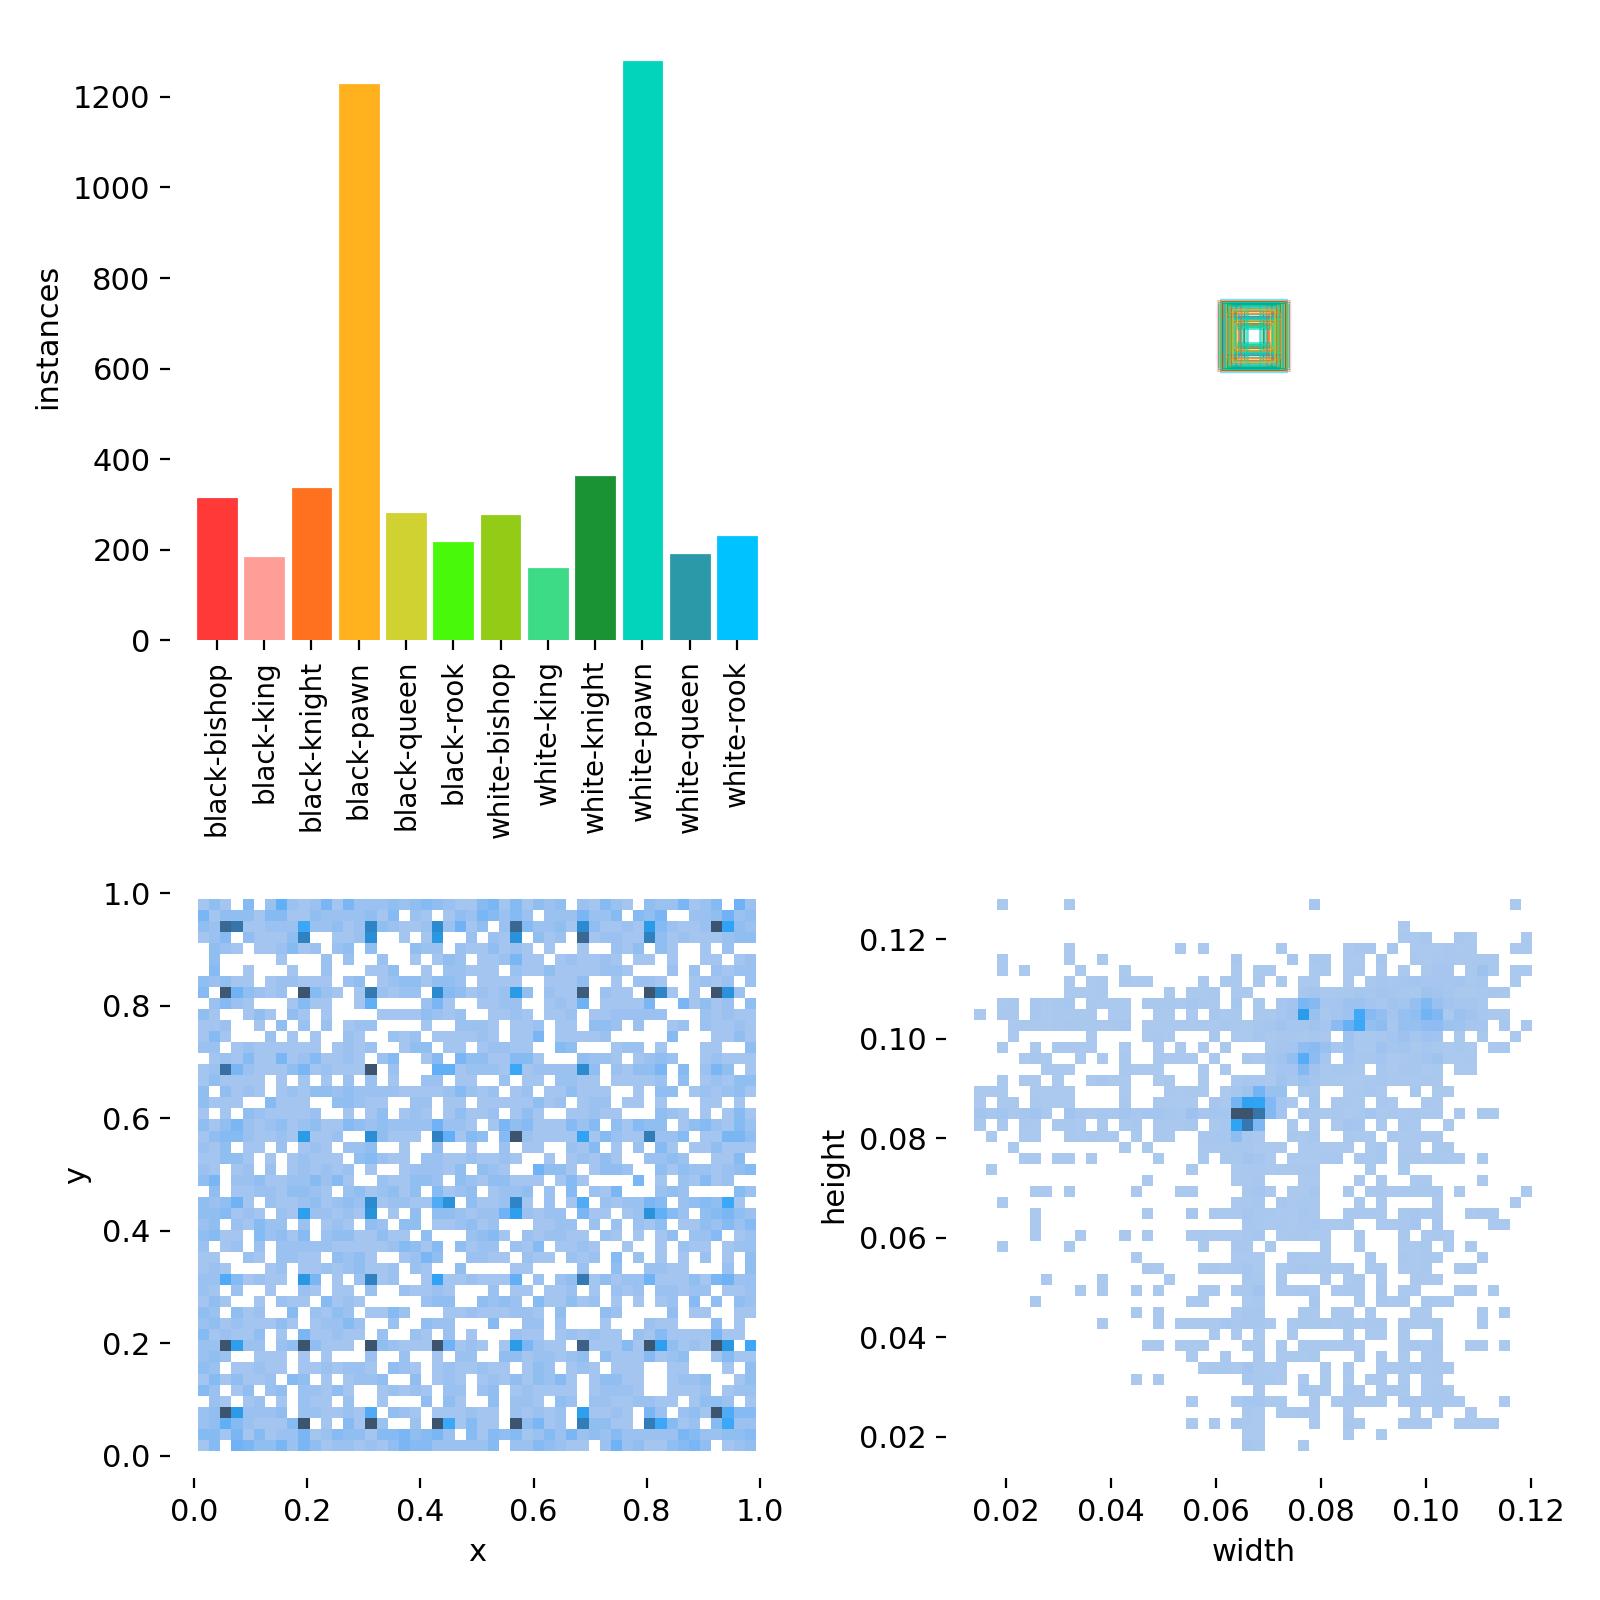 instances
1200
1000
800
600
400
200
0
black-bishop
black-king
black-knight
black-pawn
black-queen
black-rook
white-bishop
white-king
white-knight
white-pawn
white-queen
white-rook
y
1.0
0.8
0.6
0.4
0.2
0.0
0.0 0.2 0.4 0.6 0.8 1.0
x
height
0.12
0.10
0.08
0.06
0.04
0.02
0.02 0.04 0.06 0.08 0.10 0.12
width